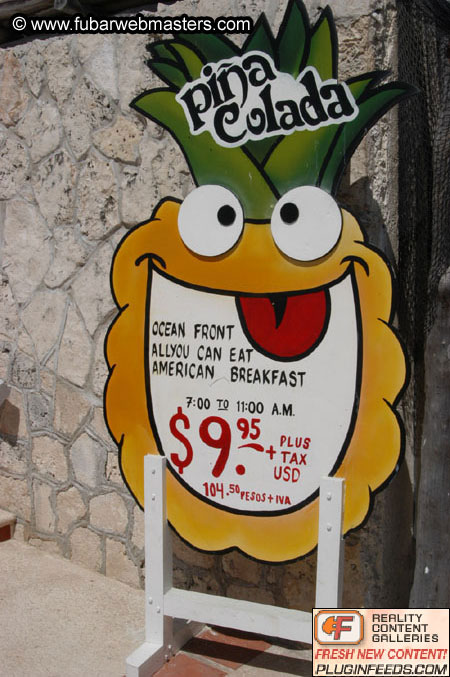 © www.fubarwebmasters.com
piña
Colada
OCEAN FRONT
ALLYOU CAN EAT
AMERICAN BREAKFAST
7:00 TO 11:00 A.M.
$9.95 + PLUS
TAX
USD
104.50 PESOS + IVA
CF REALITY
CONTENT
GALLERIES
FRESH NEW CONTENT!
PLUGINFEEDS.COM